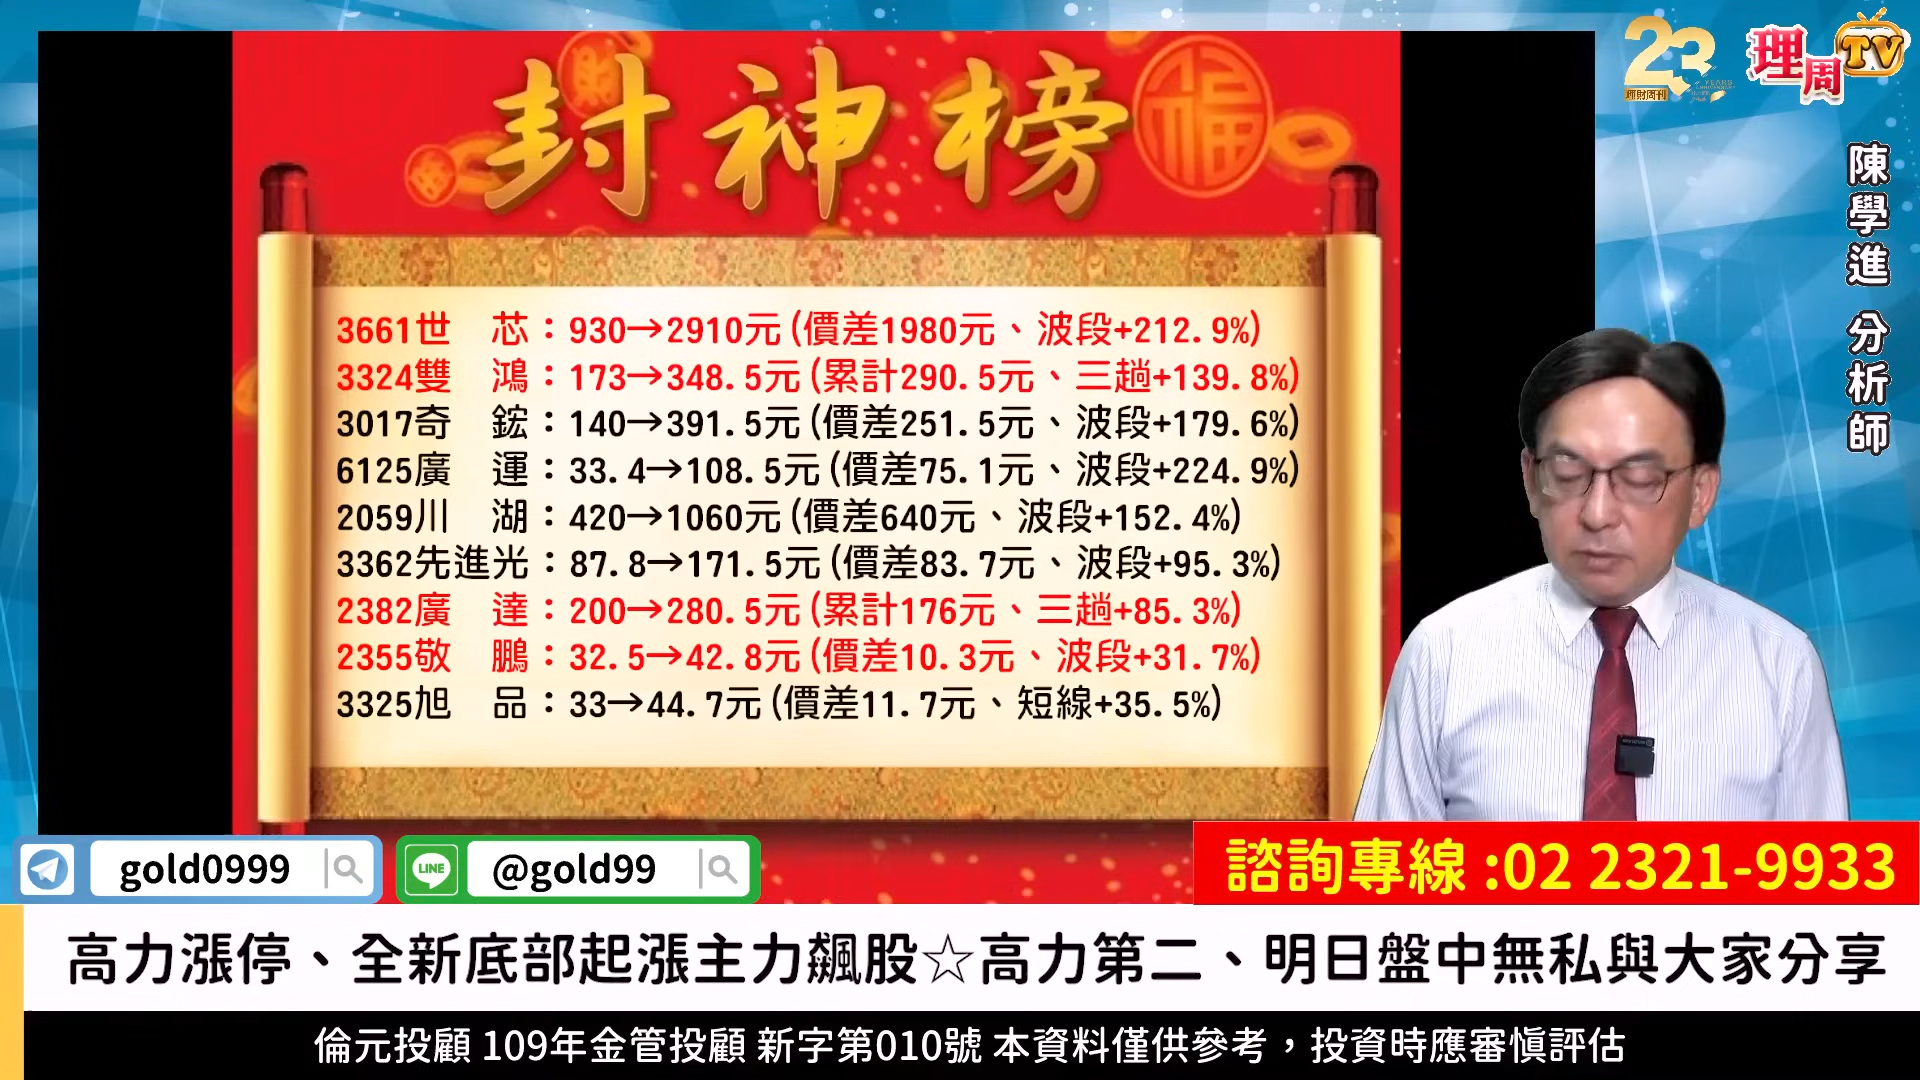 封神榜
財
福
23
YEARS
理財周刊
理周TV
陳學進 分析師
3661世 芯：930→2910元(價差1980元、波段+212.9%)
3324雙 鴻：173→348.5元(累計290.5元、三趟+139.8%)
3017奇 鋐：140→391.5元(價差251.5元、波段+179.6%)
6125廣 運：33.4→108.5元(價差75.1元、波段+224.9%)
2059川 湖：420→1060元(價差640元、波段+152.4%)
3362先進光：87.8→171.5元(價差83.7元、波段+95.3%)
2382廣 達：200→280.5元(累計176元、三趟+85.3%)
2355敬 鵬：32.5→42.8元(價差10.3元、波段+31.7%)
3325旭 品：33→44.7元(價差11.7元、短線+35.5%)
gold0999
LINE
@gold99
諮詢專線 :02 2321-9933
高力漲停、全新底部起漲主力飆股☆高力第二、明日盤中無私與大家分享
倫元投顧 109年金管投顧 新字第010號 本資料僅供參考，投資時應審慎評估